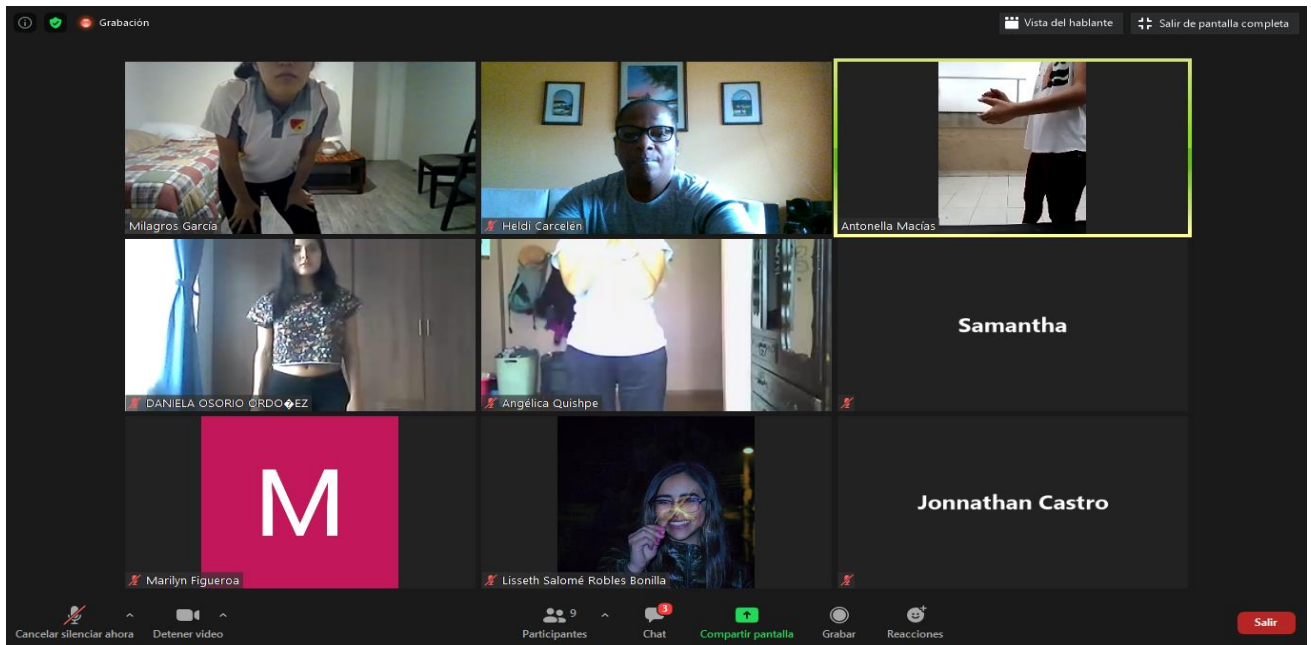 Grabación
Vista del hablante
Salir de pantalla completa
Milagros García
Heldi Carcelén
Antonella Macías
DANIELA OSORIO ORDO�EZ
Angélica Quishpe
Samantha
M
Marilyn Figueroa
Lisseth Salomé Robles Bonilla
Jonnathan Castro
Cancelar silenciar ahora
Detener video
9
Participantes
3
Chat
Compartir pantalla
Grabar
Reacciones
Salir